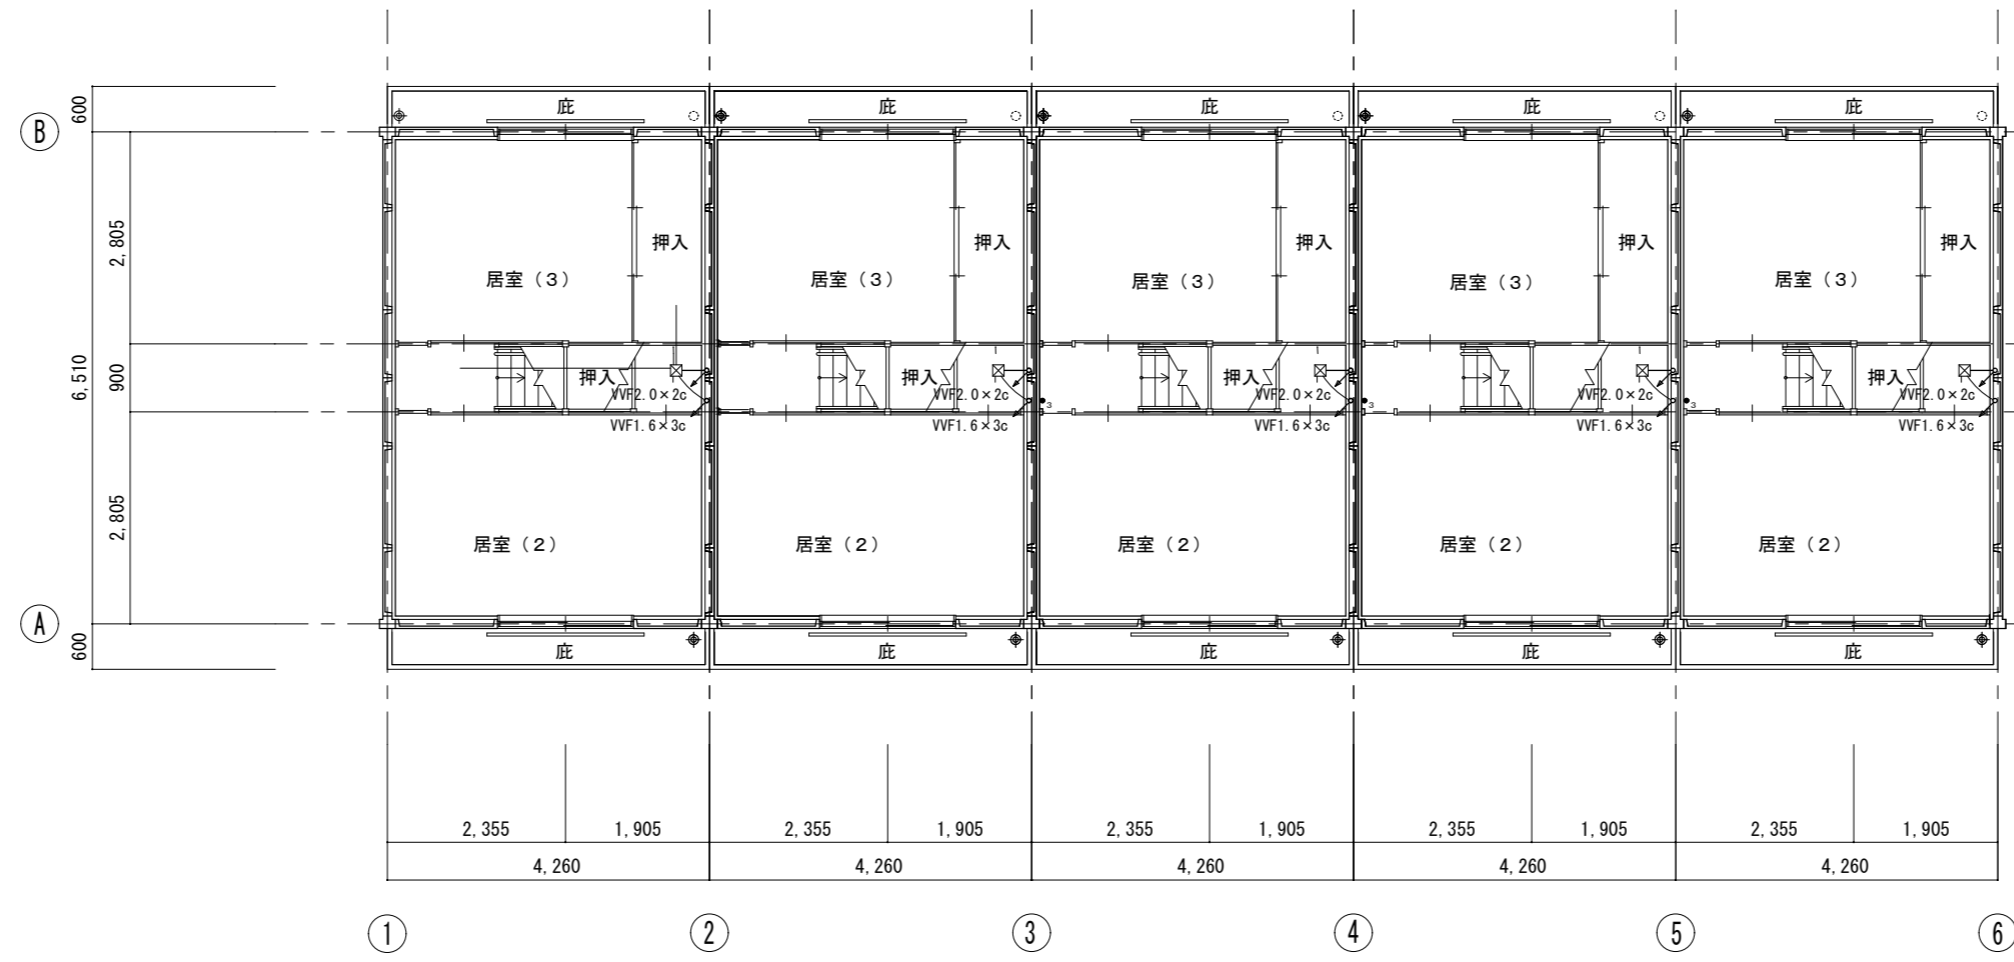 600
庇 庇 庇 庇 庇
B
2,805
押入 押入 押入 押入 押入
居室（3） 居室（3） 居室（3） 居室（3） 居室（3）
6,510
900
押入 押入 押入 押入
VVF2.0×2c VVF2.0×2c VVF2.0×2c VVF2.0×2c VVF2.0×2c
3 3 3
VVF1.6×3c VVF1.6×3c VVF1.6×3c VVF1.6×3c VVF1.6×3c
2,805
居室（2） 居室（2） 居室（2） 居室（2） 居室（2）
A
600
庇 庇 庇 庇 庇
2,355 1,905 2,355 1,905 2,355 1,905 2,355 1,905 2,355 1,905
4,260 4,260 4,260 4,260 4,260
1 2 3 4 5 6